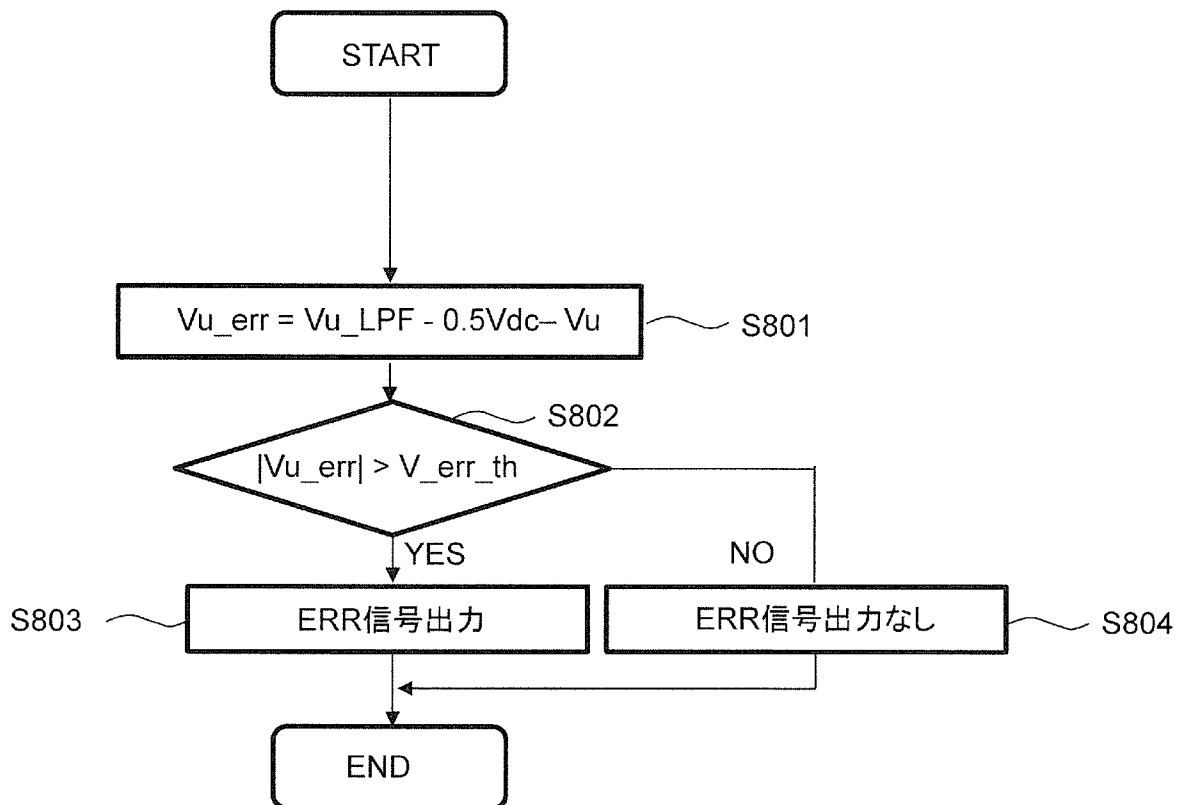 START
Vu_err = Vu_LPF - 0.5Vdc– Vu
S801
S802
|Vu_err| > V_err_th
YES
NO
S803
ERR信号出力
ERR信号出力なし
S804
END